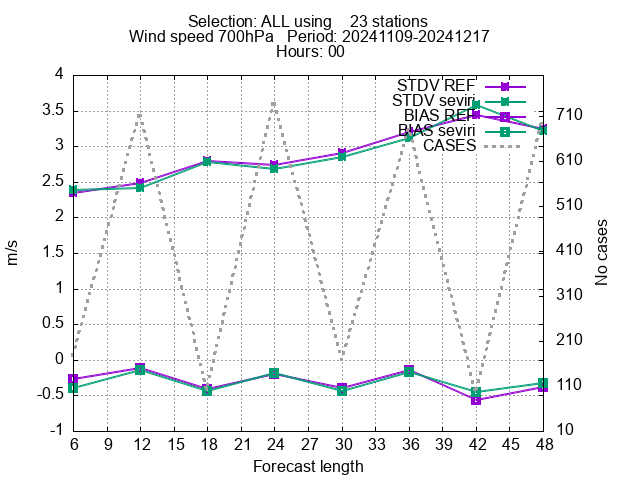 Selection: ALL using    23 stations
Wind speed 700hPa   Period: 20241109-20241217
Hours: 00
STDV REF
STDV seviri
BIAS REF
BIAS seviri
CASES
4
3.5
3
2.5
2
1.5
1
0.5
0
-0.5
-1
m/s
710
610
510
410
310
210
110
10
No cases
6 9 12 15 18 21 24 27 30 33 36 39 42 45 48
Forecast length